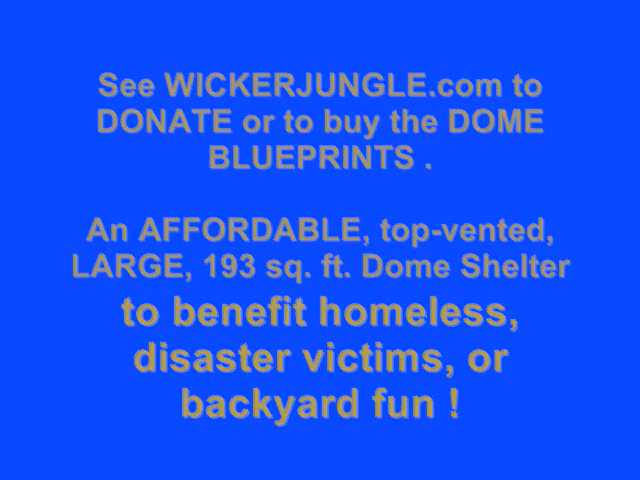 See WICKERJUNGLE.com to
DONATE or to buy the DOME
BLUEPRINTS .
An AFFORDABLE, top-vented,
LARGE, 193 sq. ft. Dome Shelter
to benefit homeless,
disaster victims, or
backyard fun !